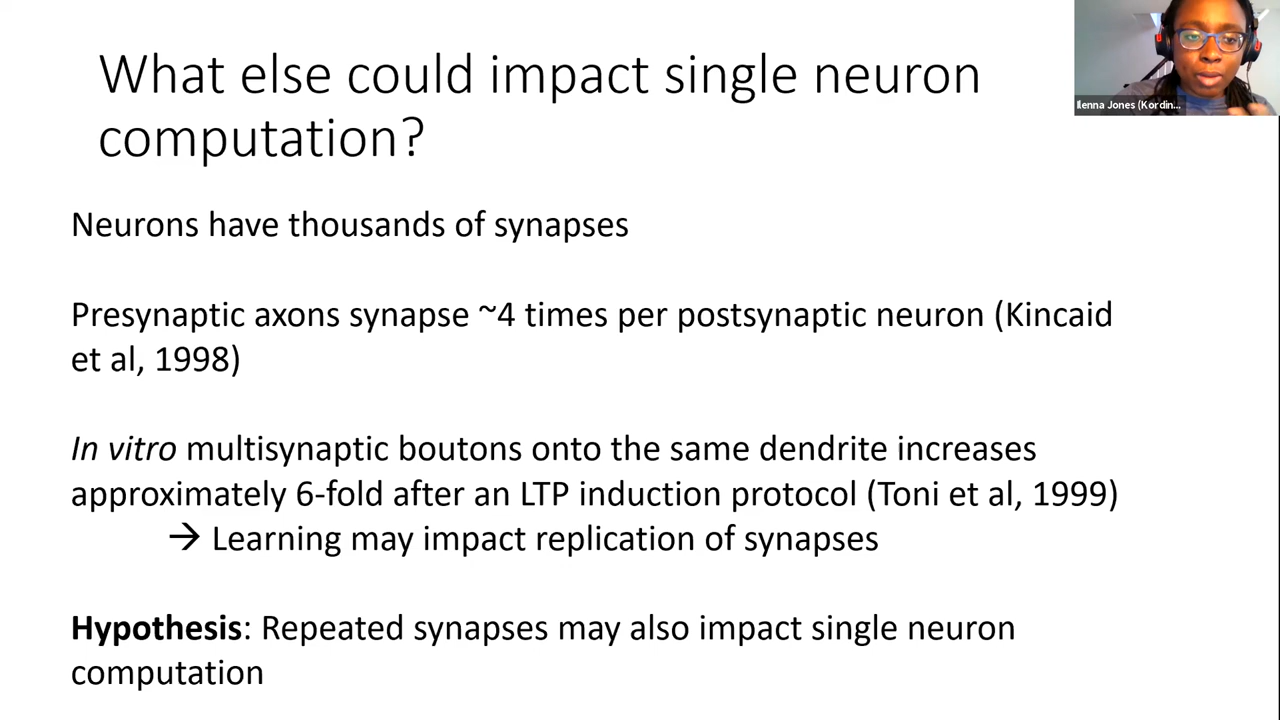 What else could impact single neuron
computation?
Ilenna Jones (Kordin...
Neurons have thousands of synapses
Presynaptic axons synapse ~4 times per postsynaptic neuron (Kincaid
et al, 1998)
In vitro multisynaptic boutons onto the same dendrite increases
approximately 6-fold after an LTP induction protocol (Toni et al, 1999)
→ Learning may impact replication of synapses
Hypothesis: Repeated synapses may also impact single neuron
computation